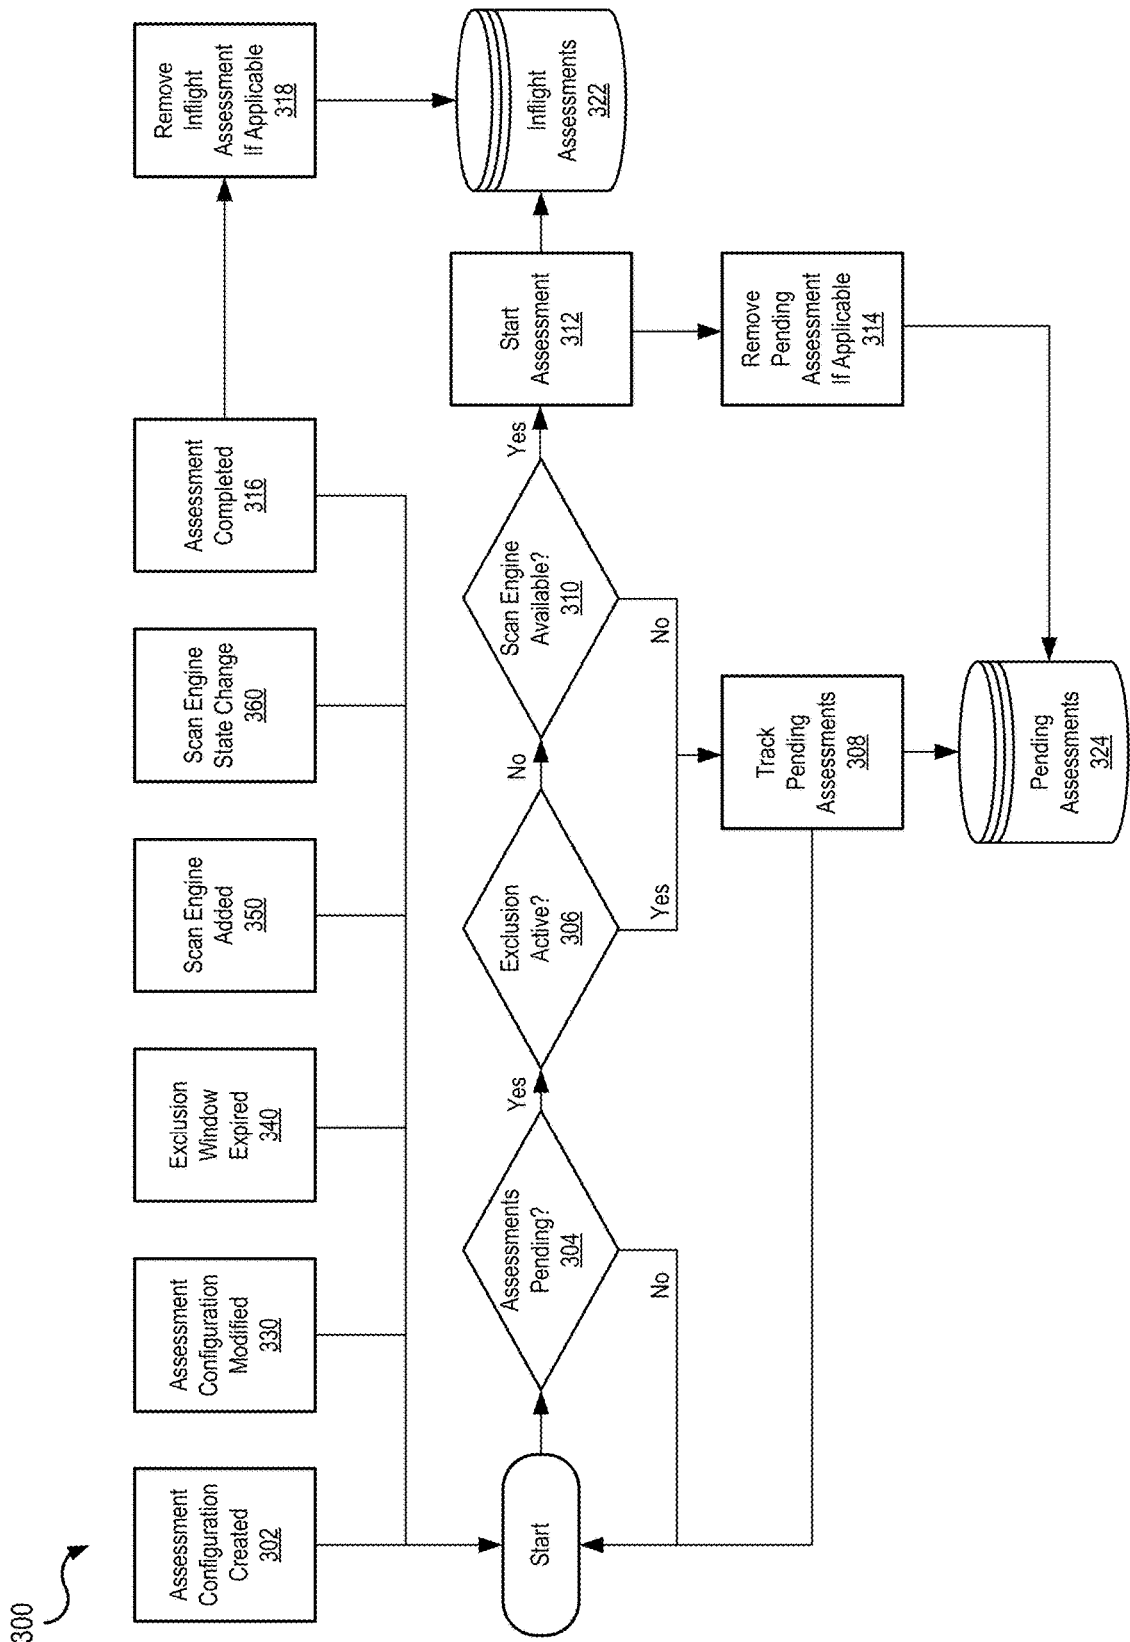 300
Assessment
Configuration
Created
302
Assessment
Configuration
Modified
330
Exclusion
Window
Expired
340
Scan Engine
Added
350
Scan Engine
State Change
360
Assessment
Completed
316
Remove
Inflight
Assessment
If Applicable
318
Start
Assessments
Pending?
304
Yes
No
Exclusion
Active?
306
No
Yes
Scan Engine
Available?
310
Yes
No
Start
Assessment
312
Inflight
Assessments
322
Track
Pending
Assessments
308
Remove
Pending
Assessment
If Applicable
314
Pending
Assessments
324